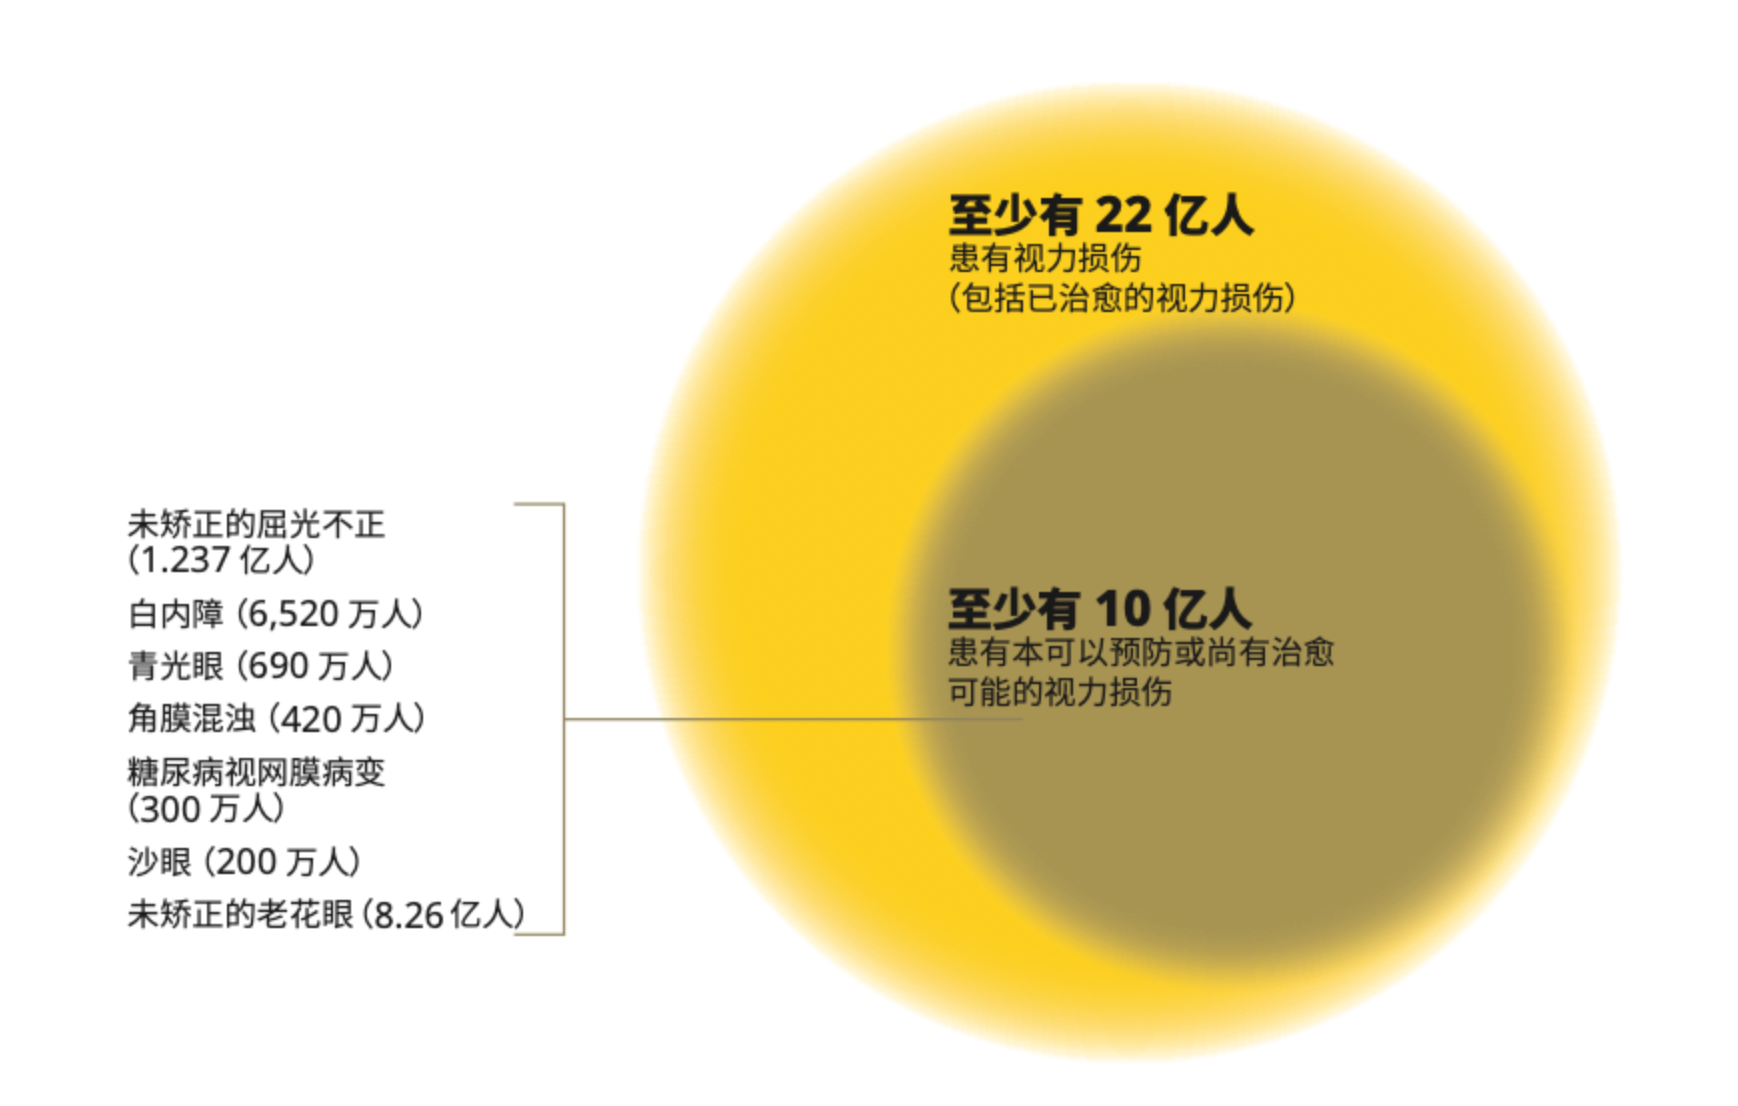 至少有 22 亿人
患有视力损伤
(包括已治愈的视力损伤)
未矫正的屈光不正
(1.237 亿人)
白内障 (6,520 万人)
青光眼 (690 万人)
角膜混浊 (420 万人)
糖尿病视网膜病变
(300 万人)
沙眼 (200 万人)
未矫正的老花眼 (8.26 亿人)
至少有 10 亿人
患有本可以预防或尚有治愈
可能的视力损伤